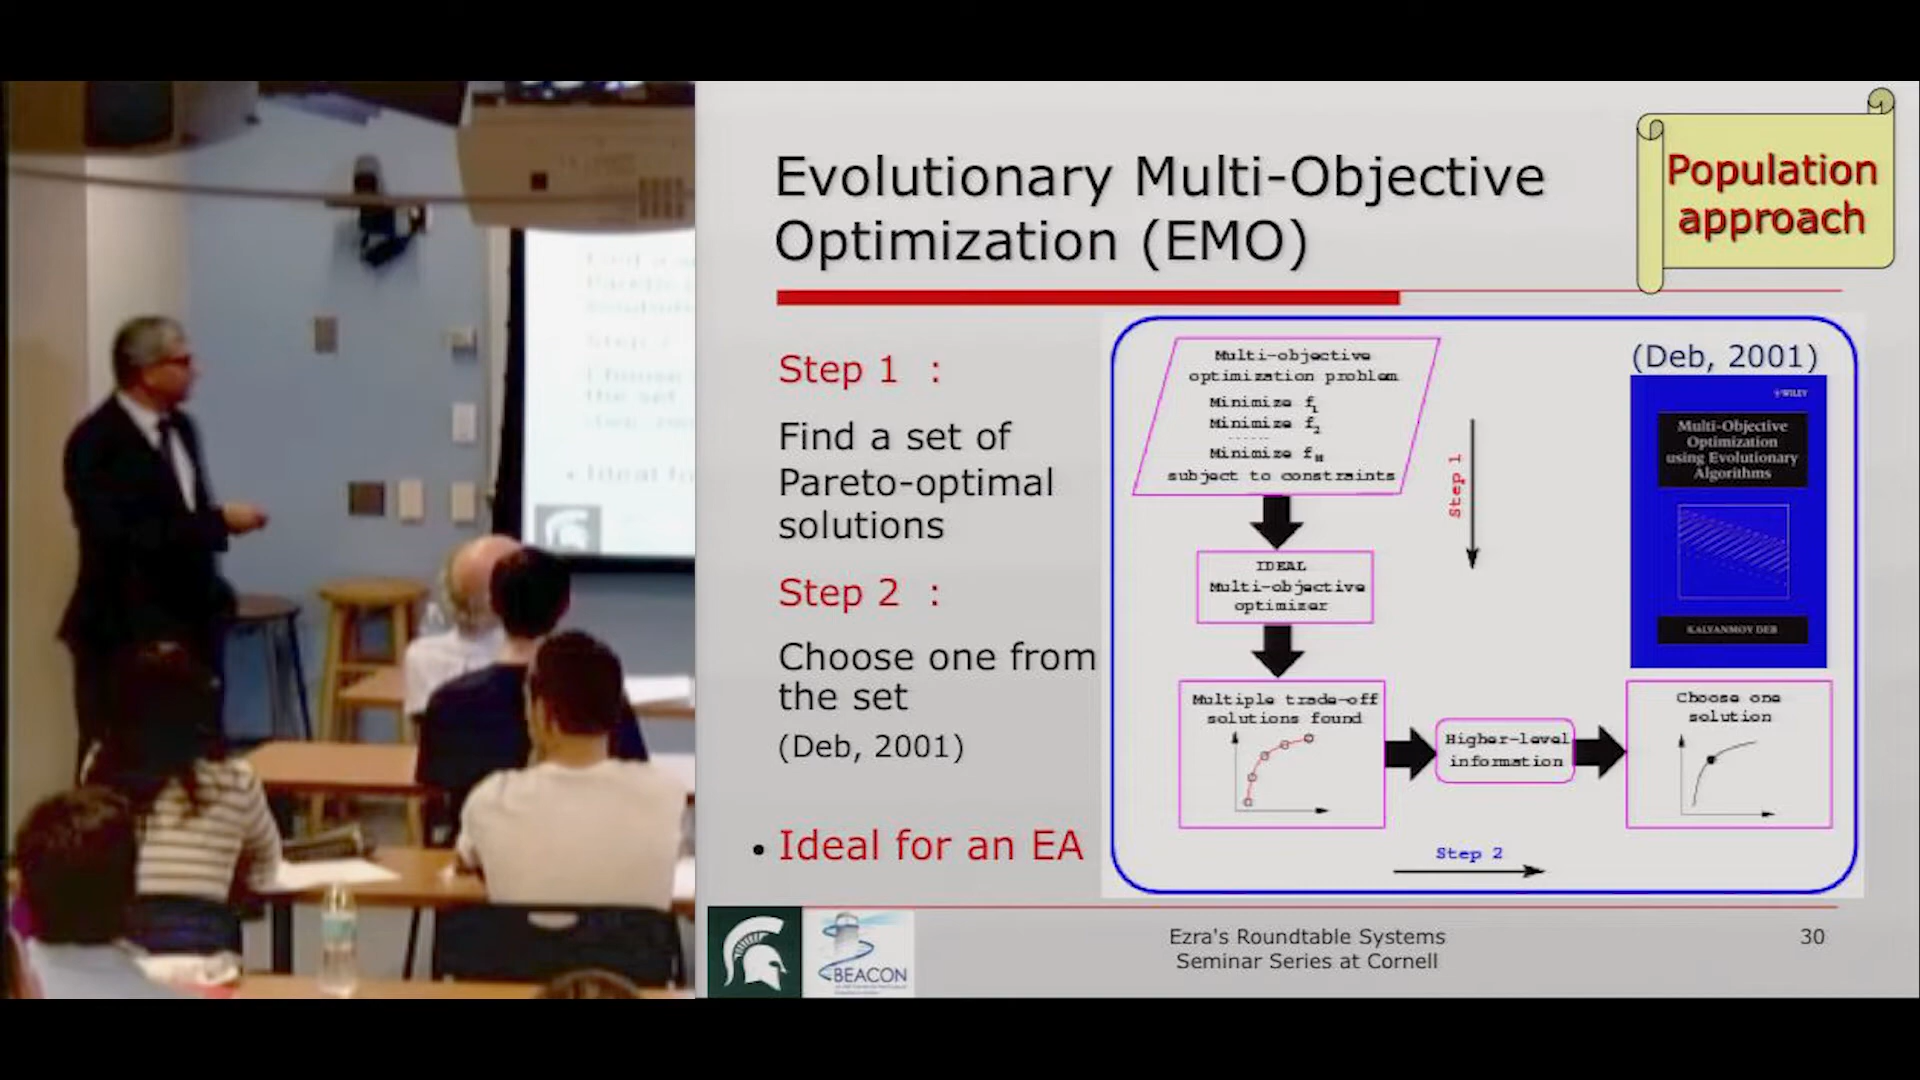 Evolutionary Multi-Objective
Optimization (EMO)
Population
approach
Step 1 :
Find a set of
Pareto-optimal
solutions
Step 2 :
Choose one from
the set
(Deb, 2001)
• Ideal for an EA
Multi-objective
optimization problem
Minimize f1
Minimize f2
......
Minimize fM
subject to constraints
Step 1
IDEAL
Multi-objective
optimizer
Multiple trade-off
solutions found
Higher-level
information
Choose one
solution
Step 2
(Deb, 2001)
WILEY
Multi-Objective
Optimization
using Evolutionary
Algorithms
KALYANMOY DEB
BEACON
Ezra's Roundtable Systems
Seminar Series at Cornell
30